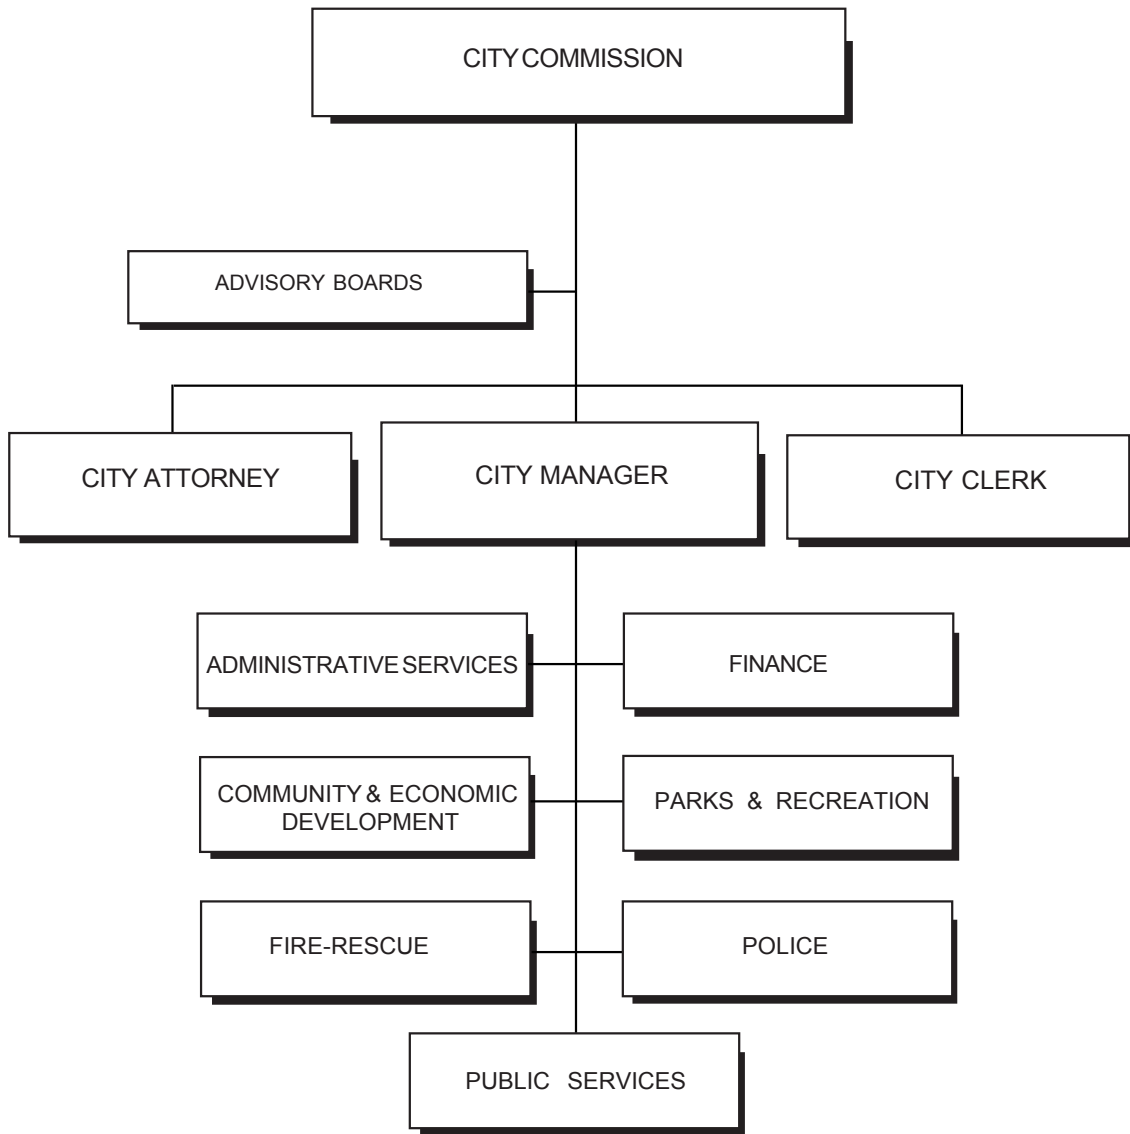 CITY COMMISSION
ADVISORY BOARDS
CITY ATTORNEY
CITY MANAGER
CITY CLERK
ADMINISTRATIVE SERVICES
FINANCE
COMMUNITY & ECONOMIC
DEVELOPMENT
PARKS & RECREATION
FIRE-RESCUE
POLICE
PUBLIC SERVICES